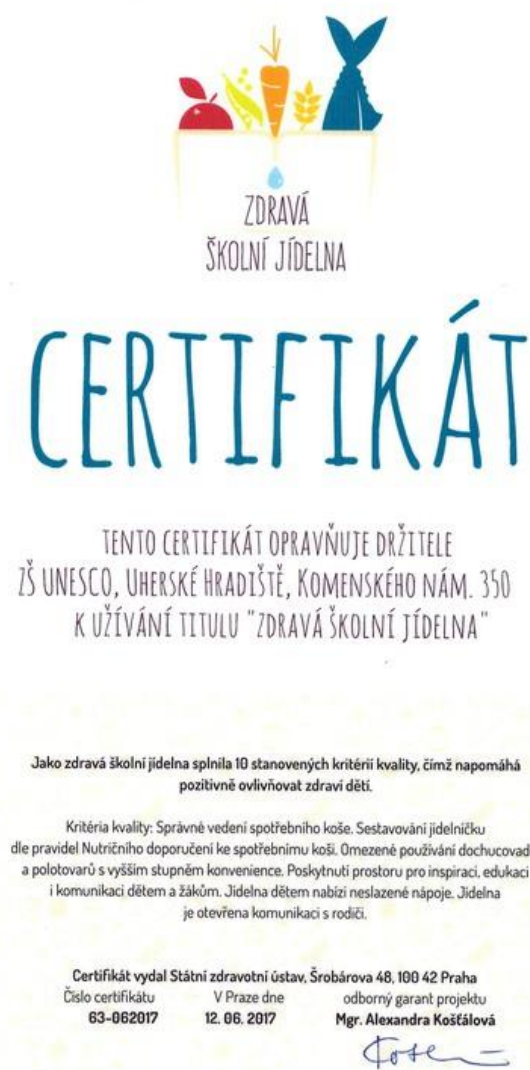 ZDRAVÁ
ŠKOLNÍ JÍDELNA
CERTIFIKÁT
TENTO CERTIFIKÁT OPRAVŇUJE DRŽITELE
ZŠ UNESCO, UHERSKÉ HRADIŠTĚ, KOMENSKÉHO NÁM. 350
K UŽÍVÁNÍ TITULU "ZDRAVÁ ŠKOLNÍ JÍDELNA"
Jako zdravá školní jídelna splnila 10 stanovených kritérií kvality, čímž napomáhá
pozitivně ovlivňovat zdraví dětí.
Kritéria kvality: Správné vedení spotřebního koše. Sestavování jídelníčku
dle pravidel Nutričního doporučení ke spotřebnímu koši. Omezené používání dochucovad
a polotovarů s vyšším stupněm konvenience. Poskytnutí prostoru pro inspiraci, edukaci
i komunikaci dětem a žákům. Jídelna dětem nabízí neslazené nápoje. Jídelna
je otevřena komunikaci s rodiči.
Certifikát vydal Státní zdravotní ústav, Šrobárova 48, 100 42 Praha
Číslo certifikátu V Praze dne odborný garant projektu
63-062017 12. 06. 2017 Mgr. Alexandra Košťálová